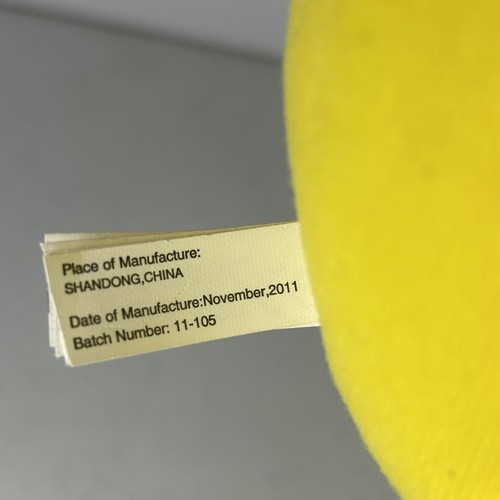 Place of Manufacture:
SHANDONG,CHINA
Date of Manufacture:November,2011
Batch Number: 11-105